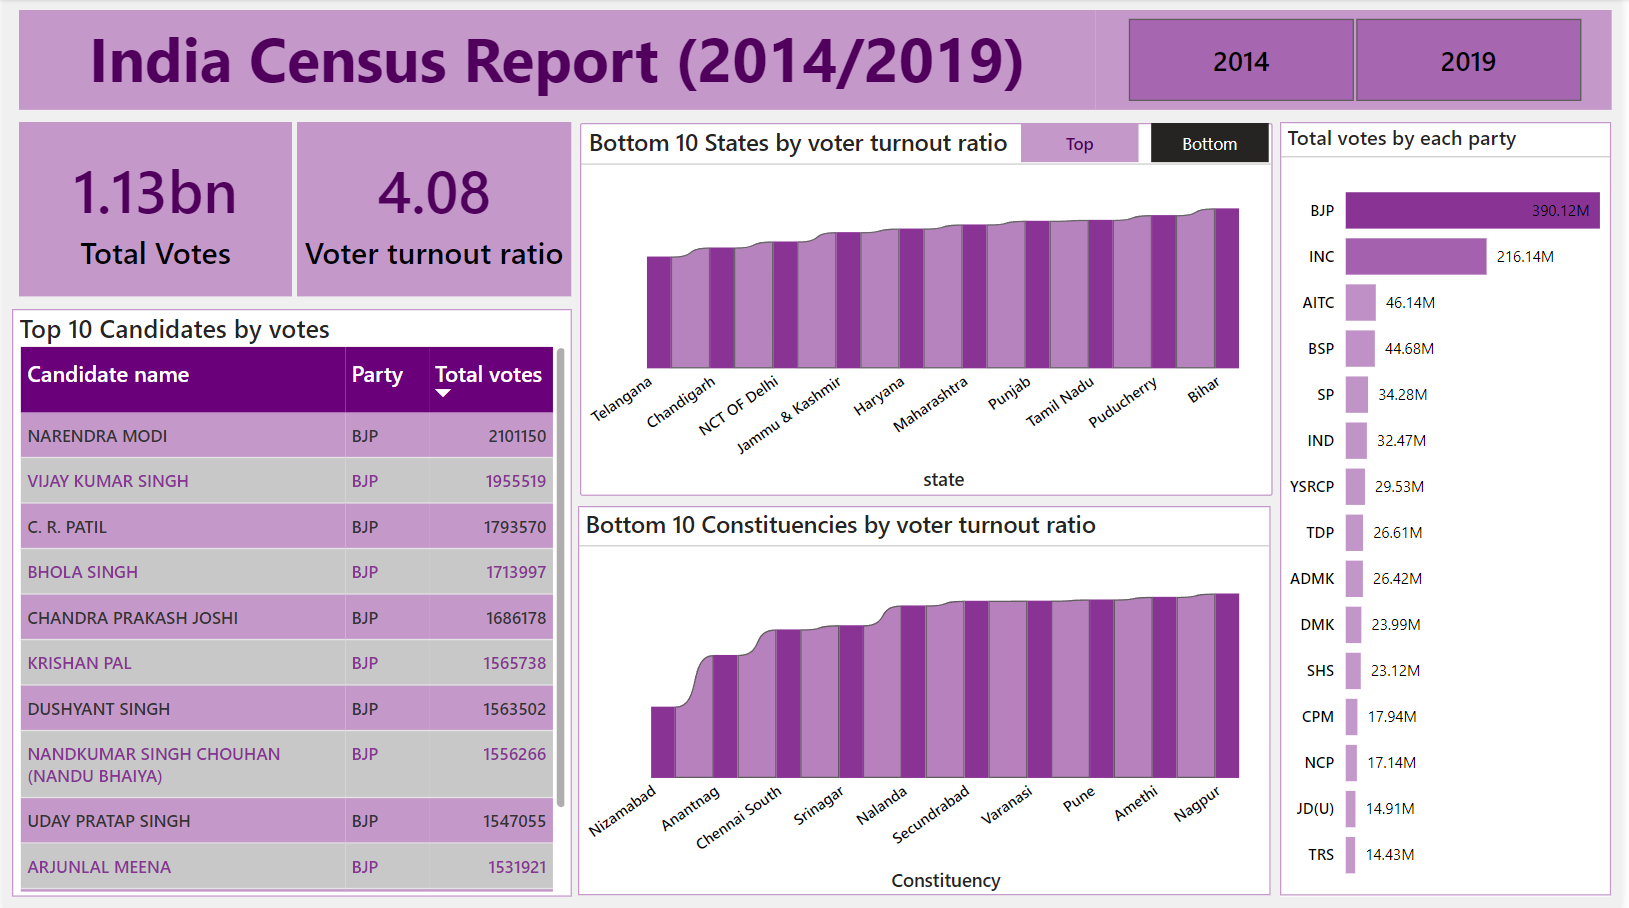 India Census Report (2014/2019)
2014
2019
1.13bn
Total Votes
4.08
Voter turnout ratio
Top 10 Candidates by votes
Candidate name Party Total votes
NARENDRA MODI BJP 2101150
VIJAY KUMAR SINGH BJP 1955519
C. R. PATIL BJP 1793570
BHOLA SINGH BJP 1713997
CHANDRA PRAKASH JOSHI BJP 1686178
KRISHAN PAL BJP 1565738
DUSHYANT SINGH BJP 1563502
NANDKUMAR SINGH CHOUHAN BJP 1556266
(NANDU BHAIYA)
UDAY PRATAP SINGH BJP 1547055
ARJUNLAL MEENA BJP 1531921
Bottom 10 States by voter turnout ratio
Top
Bottom
Telangana
Chandigarh
NCT OF Delhi
Jammu & Kashmir
Haryana
Maharashtra
Punjab
Tamil Nadu
Puducherry
Bihar
state
Bottom 10 Constituencies by voter turnout ratio
Nizamabad
Anantnag
Chennai South
Srinagar
Nalanda
Secundrabad
Varanasi
Pune
Amethi
Nagpur
Constituency
Total votes by each party
BJP 390.12M
INC 216.14M
AITC 46.14M
BSP 44.68M
SP 34.28M
IND 32.47M
YSRCP 29.53M
TDP 26.61M
ADMK 26.42M
DMK 23.99M
SHS 23.12M
CPM 17.94M
NCP 17.14M
JD(U) 14.91M
TRS 14.43M